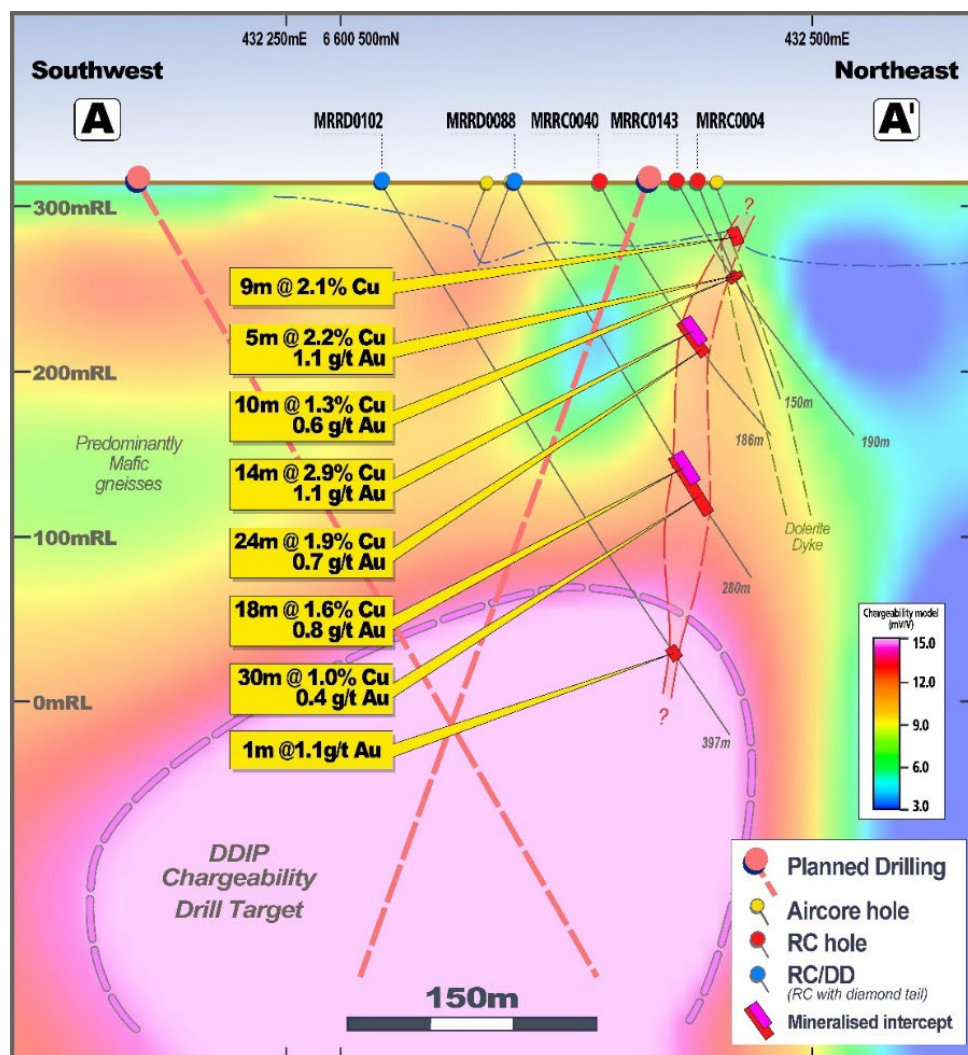 432 250mE
6 600 500mN
432 500mE
Southwest
Northeast
A
A'
MRRD0102
MRRD0088
MRRC0040
MRRC0143
MRRC0004
300mRL
200mRL
100mRL
0mRL
?
9m @ 2.1% Cu
5m @ 2.2% Cu
1.1 g/t Au
10m @ 1.3% Cu
0.6 g/t Au
14m @ 2.9% Cu
1.1 g/t Au
24m @ 1.9% Cu
0.7 g/t Au
18m @ 1.6% Cu
0.8 g/t Au
30m @ 1.0% Cu
0.4 g/t Au
1m @1.1g/t Au
Predominantly
Mafic
gneisses
150m
186m
190m
Dolerite
Dyke
280m
?
397m
Chargeability model
(mV/V)
15.0
12.0
9.0
6.0
3.0
DDIP
Chargeability
Drill Target
150m
Planned Drilling
Aircore hole
RC hole
RC/DD
(RC with diamond tail)
Mineralised intercept